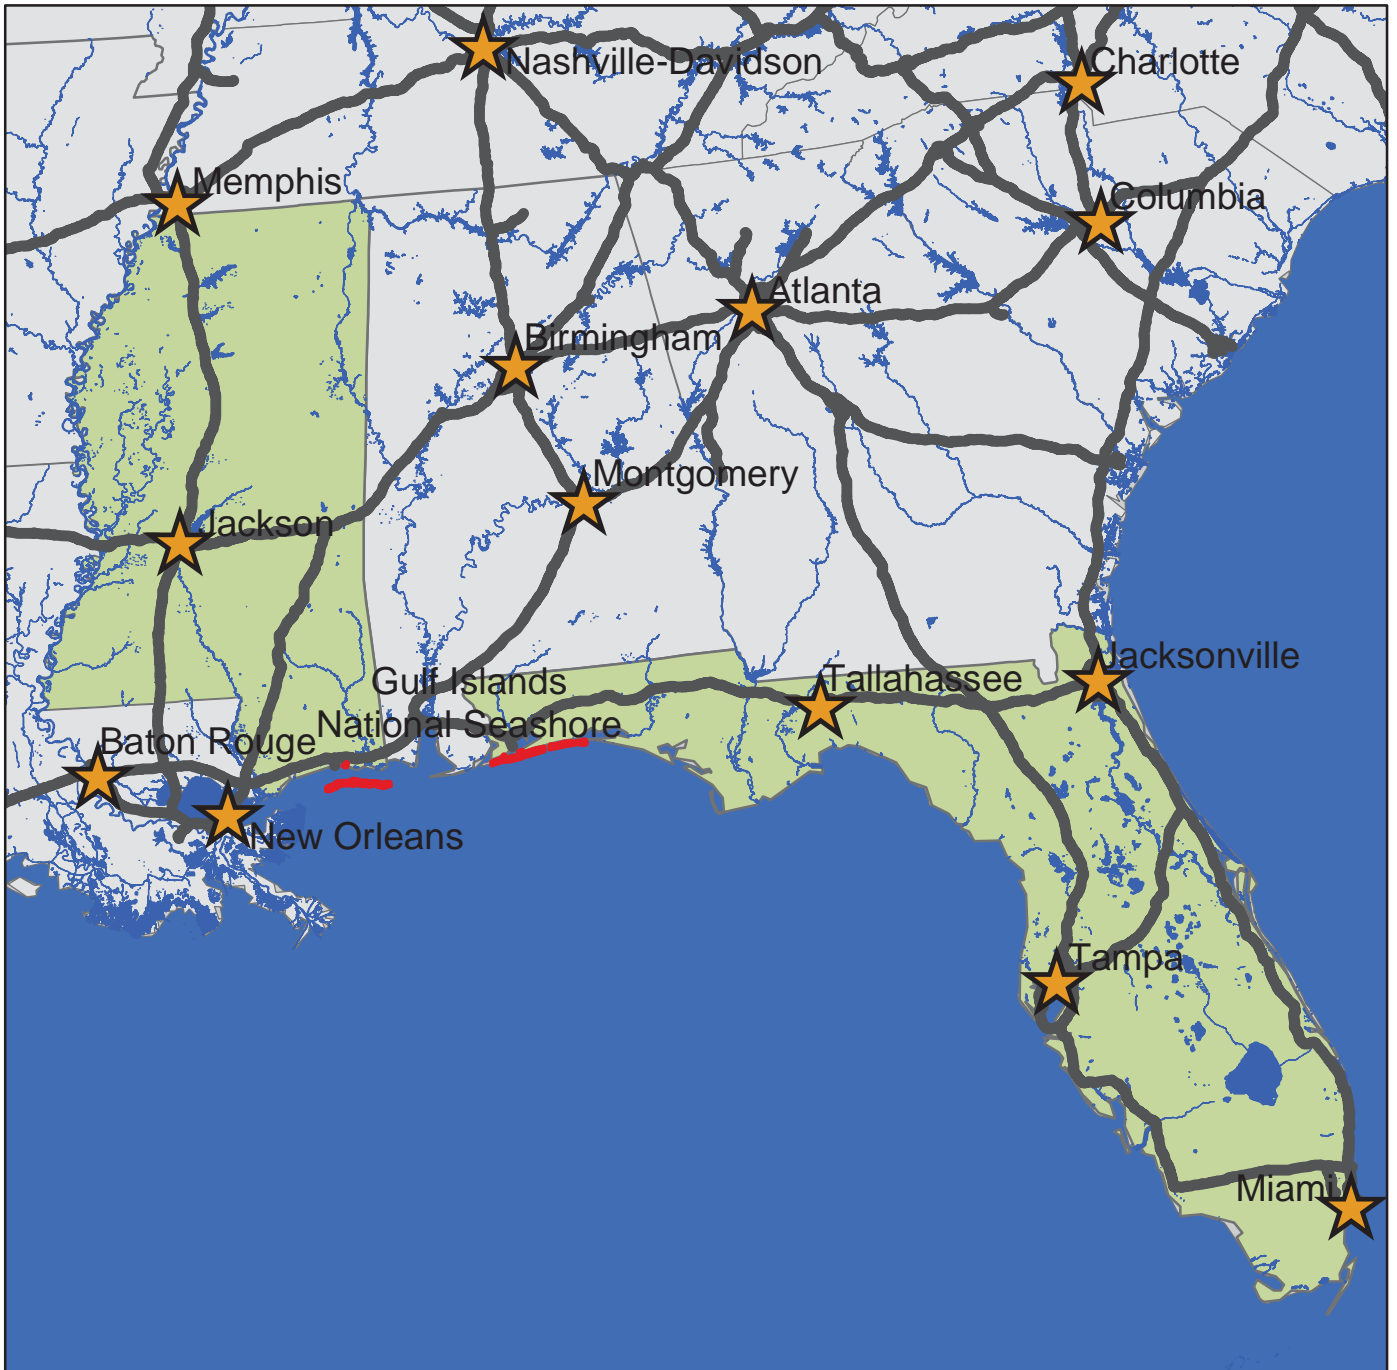 Nashville-Davidson
Charlotte
Memphis
Columbia
Atlanta
Birmingham
Montgomery
Jackson
Jacksonville
Gulf Islands
National Seashore
Tallahassee
Baton Rouge
New Orleans
Tampa
Miami